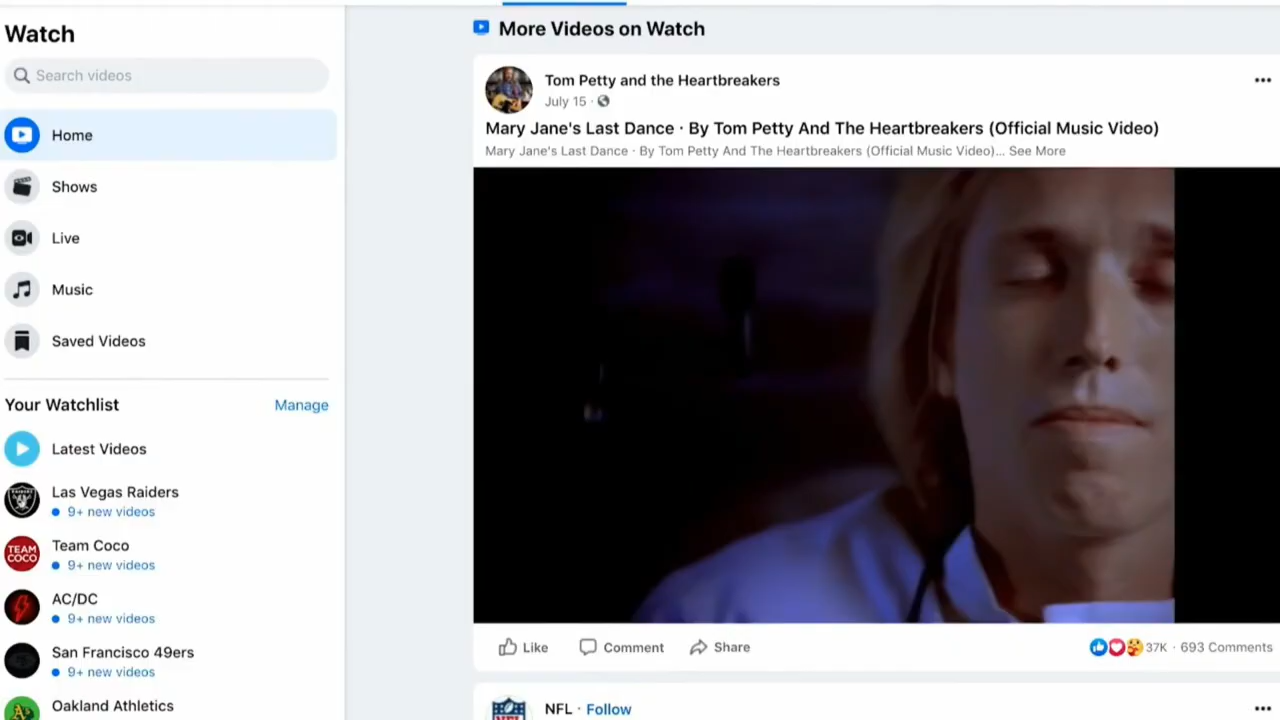 Watch
Search videos
Home
Shows
Live
Music
Saved Videos
Your Watchlist
Manage
Latest Videos
Las Vegas Raiders
9+ new videos
TEAM
COCO
Team Coco
9+ new videos
AC/DC
9+ new videos
San Francisco 49ers
9+ new videos
Oakland Athletics
More Videos on Watch
Tom Petty and the Heartbreakers
July 15 ·
Mary Jane's Last Dance · By Tom Petty And The Heartbreakers (Official Music Video)
Mary Jane's Last Dance · By Tom Petty And The Heartbreakers (Official Music Video)... See More
Like
Comment
Share
37K · 693 Comments
NFL · Follow